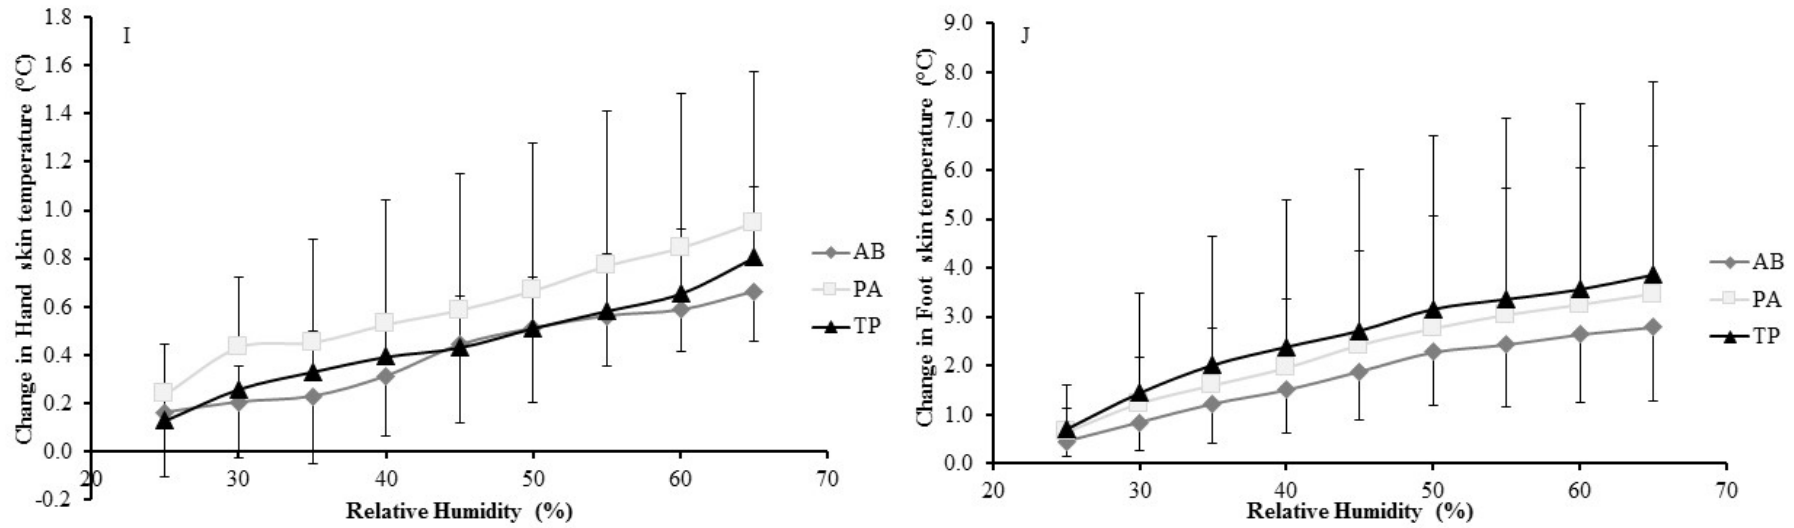 I
Change in Hand skin temperature (°C)
1.8
1.6
1.4
1.2
1.0
0.8
0.6
0.4
0.2
0.0
-0.2
20 30 40 50 60 70
Relative Humidity (%)
AB
PA
TP
J
Change in Foot skin temperature (°C)
9.0
8.0
7.0
6.0
5.0
4.0
3.0
2.0
1.0
0.0
20 30 40 50 60 70
Relative Humidity (%)
AB
PA
TP